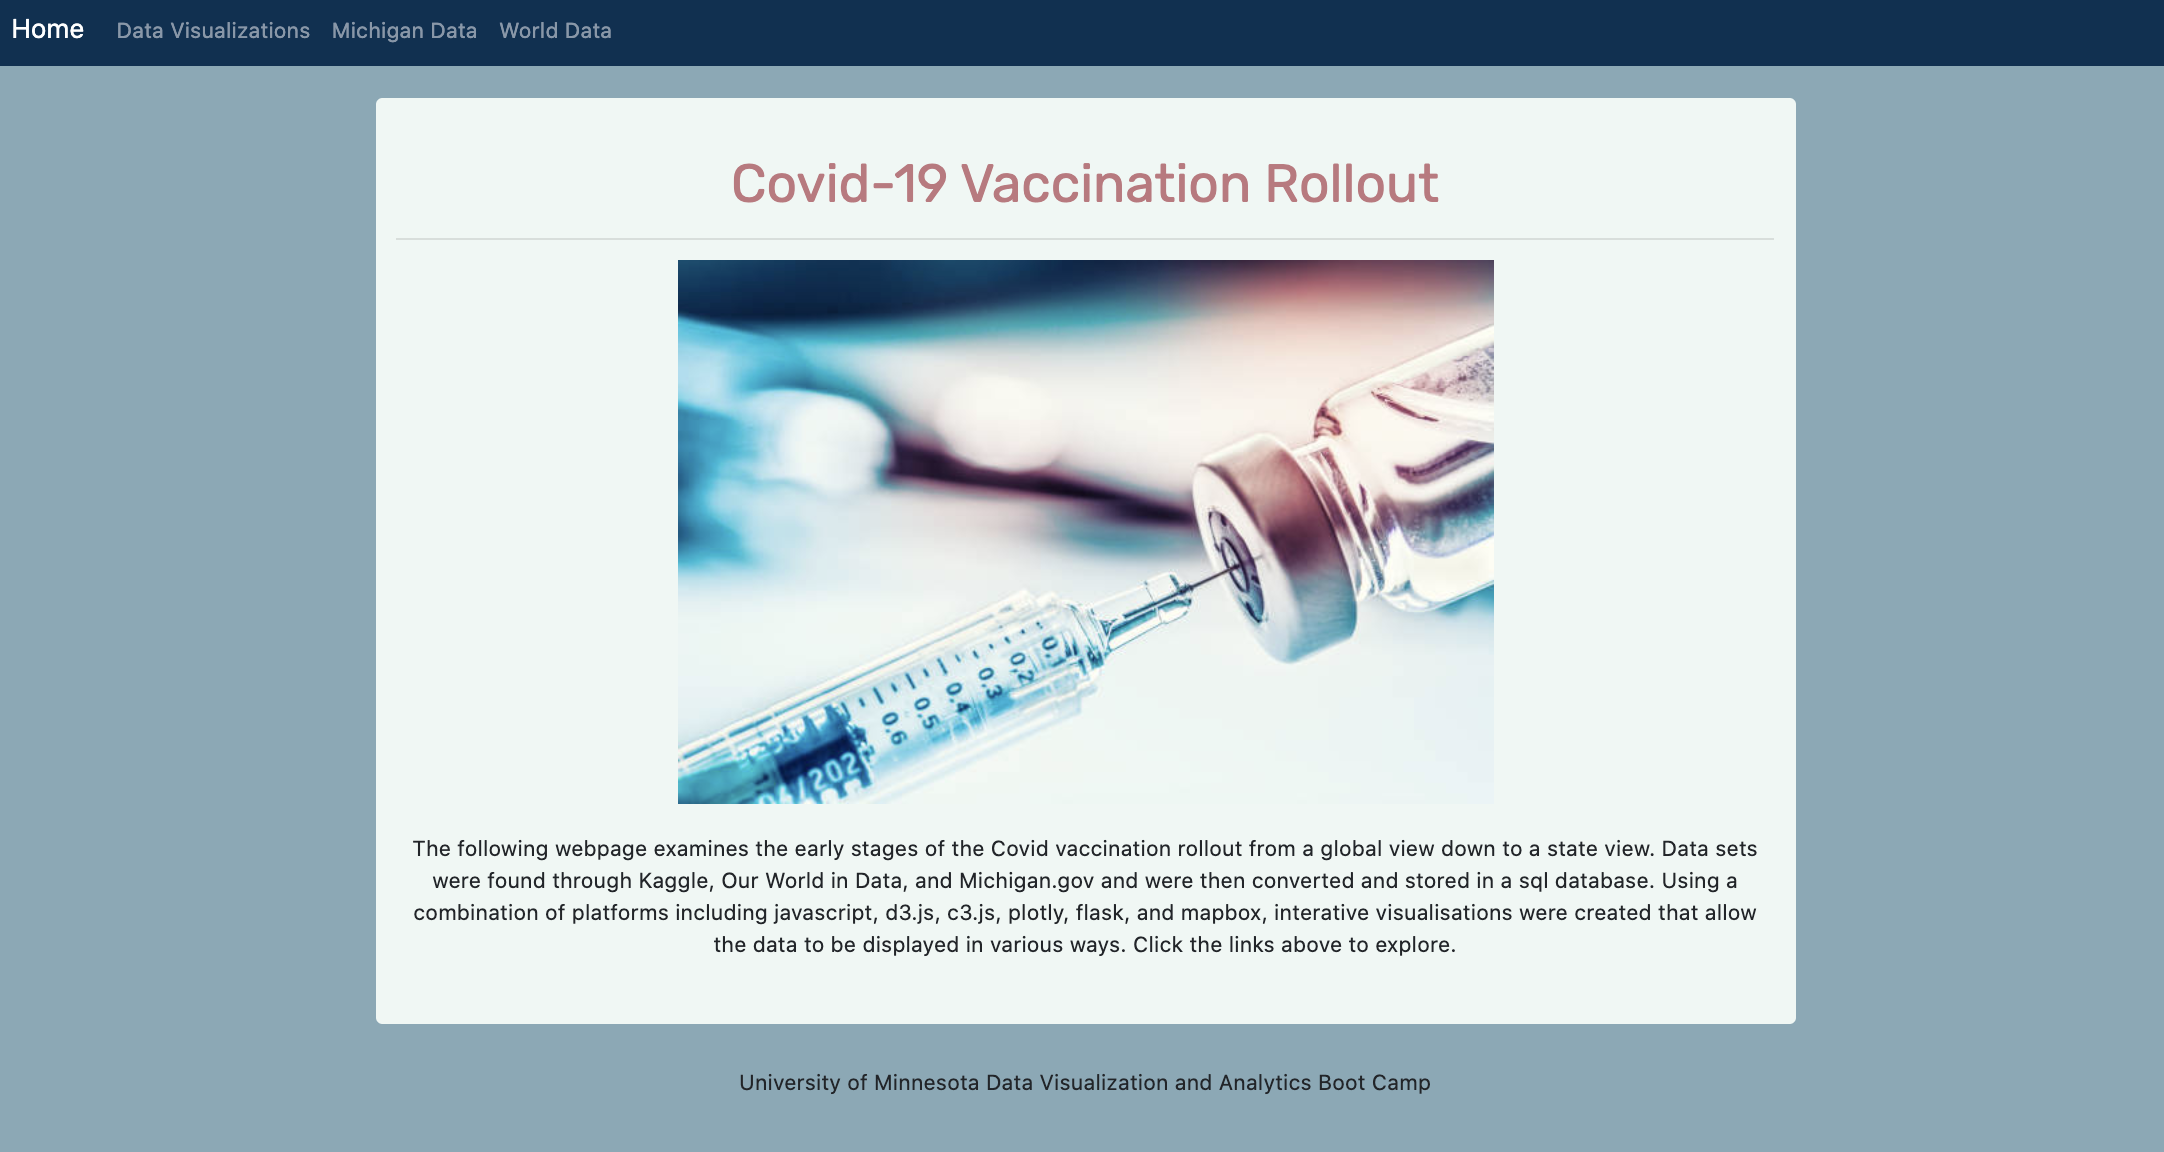 Home Data Visualizations Michigan Data World Data
Covid-19 Vaccination Rollout
0.1
0,2
0,3
0,4
0,5
0,6
The following webpage examines the early stages of the Covid vaccination rollout from a global view down to a state view. Data sets
were found through Kaggle, Our World in Data, and Michigan.gov and were then converted and stored in a sql database. Using a
combination of platforms including javascript, d3.js, c3.js, plotly, flask, and mapbox, interative visualisations were created that allow
the data to be displayed in various ways. Click the links above to explore.
University of Minnesota Data Visualization and Analytics Boot Camp